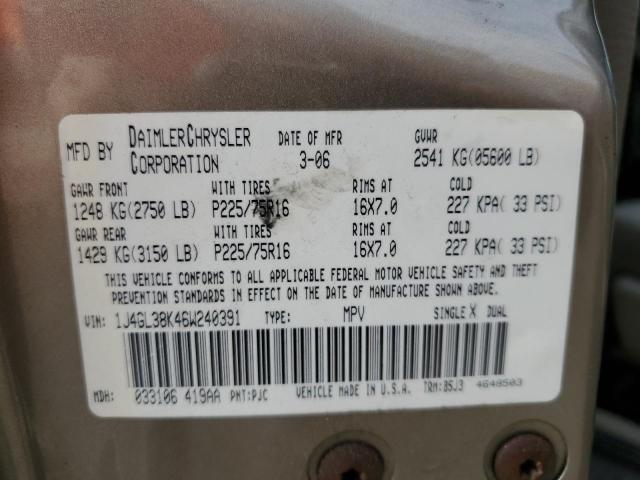 MFD BY DAIMLERCHRYSLER CORPORATION DATE OF MFR 3-06 GVWR 2541 KG(05600 LB)
GAWR FRONT WITH TIRES RIMS AT COLD
1248 KG(2750 LB) P225/75R16 16X7.0 227 KPA( 33 PSI)
GAWR REAR WITH TIRES RIMS AT COLD
1429 KG(3150 LB) P225/75R16 16X7.0 227 KPA( 33 PSI)
THIS VEHICLE CONFORMS TO ALL APPLICABLE FEDERAL MOTOR VEHICLE SAFETY AND THEFT
PREVENTION STANDARDS IN EFFECT ON THE DATE OF MANUFACTURE SHOWN ABOVE.
VIN: 1J4GL38K46W240391 TYPE: MPV SINGLE X DUAL
MDH: 033106 419AA PNT:PJC VEHICLE MADE IN U.S.A. TRM:B5J3 4648503